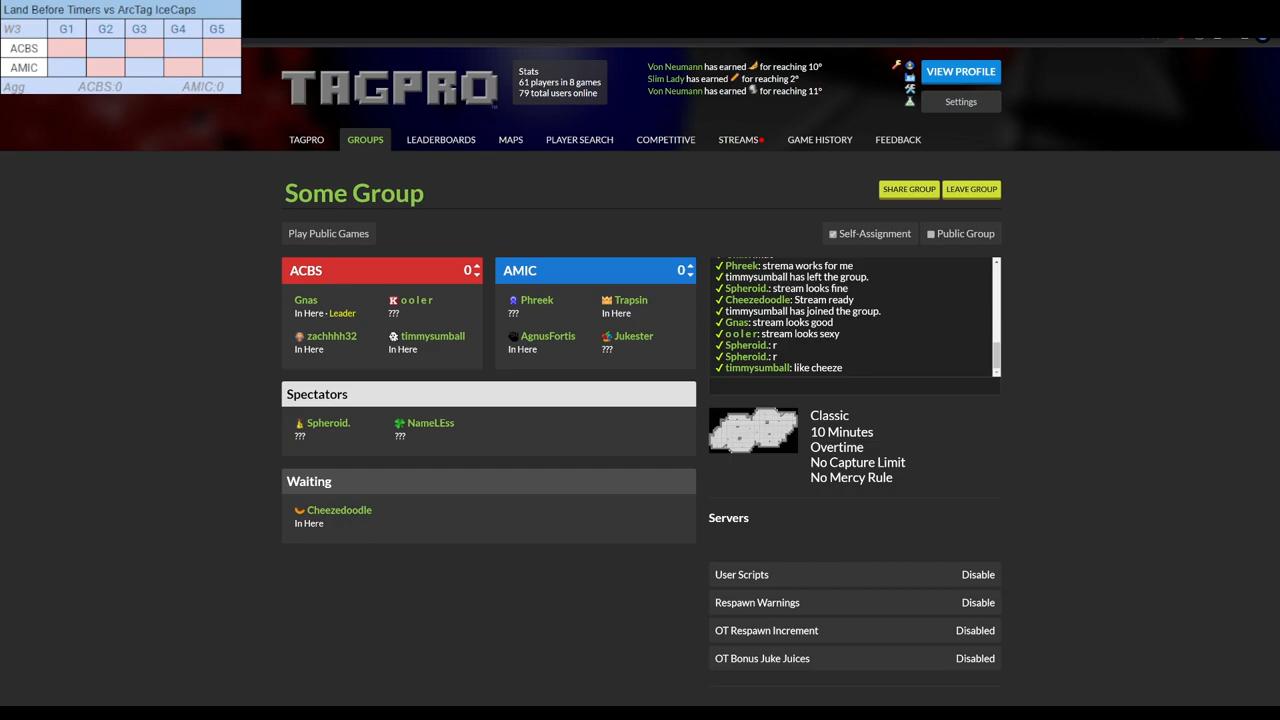 Land Before Timers vs ArcTag IceCaps
W3 G1 G2 G3 G4 G5
ACBS
AMIC
Agg ACBS:0 AMIC:0
TAGPRO
Stats
61 players in 8 games
79 total users online
Von Neumann has earned for reaching 10°
Slim Lady has earned for reaching 2°
Von Neumann has earned for reaching 11°
VIEW PROFILE
Settings
TAGPRO GROUPS LEADERBOARDS MAPS PLAYER SEARCH COMPETITIVE STREAMS GAME HISTORY FEEDBACK
Some Group
SHARE GROUP LEAVE GROUP
Play Public Games
Self-Assignment
Public Group
ACBS 0
Gnas
In Here · Leader
o o l e r
???
zachhhh32
In Here
timmysumball
In Here
AMIC 0
Phreek
???
Trapsin
In Here
AgnusFortis
In Here
Jukester
???
Spectators
Spheroid.
???
NameLEss
???
Waiting
Cheezedoodle
In Here
✓ Phreek: strema works for me
✓ timmysumball has left the group.
✓ Spheroid.: stream looks fine
✓ Cheezedoodle: Stream ready
✓ timmysumball has joined the group.
✓ Gnas: stream looks good
✓ o o l e r: stream looks sexy
✓ Spheroid.: r
✓ Spheroid.: r
✓ timmysumball: like cheeze
Classic
10 Minutes
Overtime
No Capture Limit
No Mercy Rule
Servers
User Scripts Disable
Respawn Warnings Disable
OT Respawn Increment Disabled
OT Bonus Juke Juices Disabled